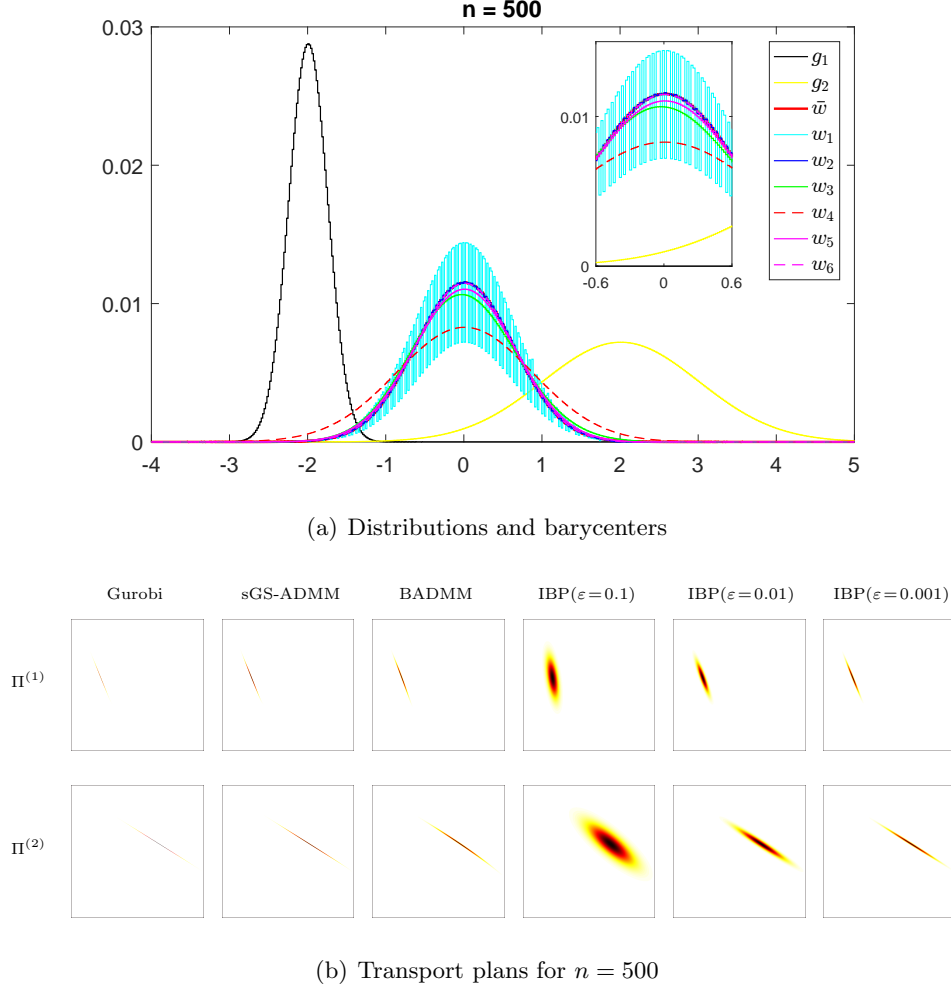 n = 500
0.03
0.02
0.01
0
-4 -3 -2 -1 0 1 2 3 4 5
0.01
0
-0.6 0 0.6
g₁
g₂
w̄
w₁
w₂
w₃
w₄
w₅
w₆
(a) Distributions and barycenters
Gurobi sGS-ADMM BADMM IBP(ε=0.1) IBP(ε=0.01) IBP(ε=0.001)
Π⁽¹⁾
Π⁽²⁾
(b) Transport plans for n = 500